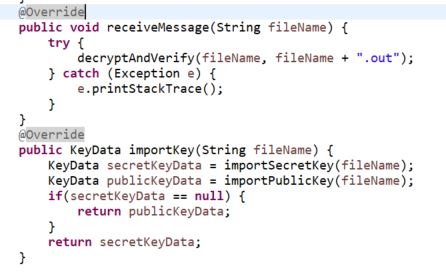 @Override
public void receiveMessage(String fileName) {
    try {
        decryptAndVerify(fileName, fileName + ".out");
    } catch (Exception e) {
        e.printStackTrace();
    }
}
@Override
public KeyData importKey(String fileName) {
    KeyData secretKeyData = importSecretKey(fileName);
    KeyData publicKeyData = importPublicKey(fileName);
    if(secretKeyData == null) {
        return publicKeyData;
    }
    return secretKeyData;
}